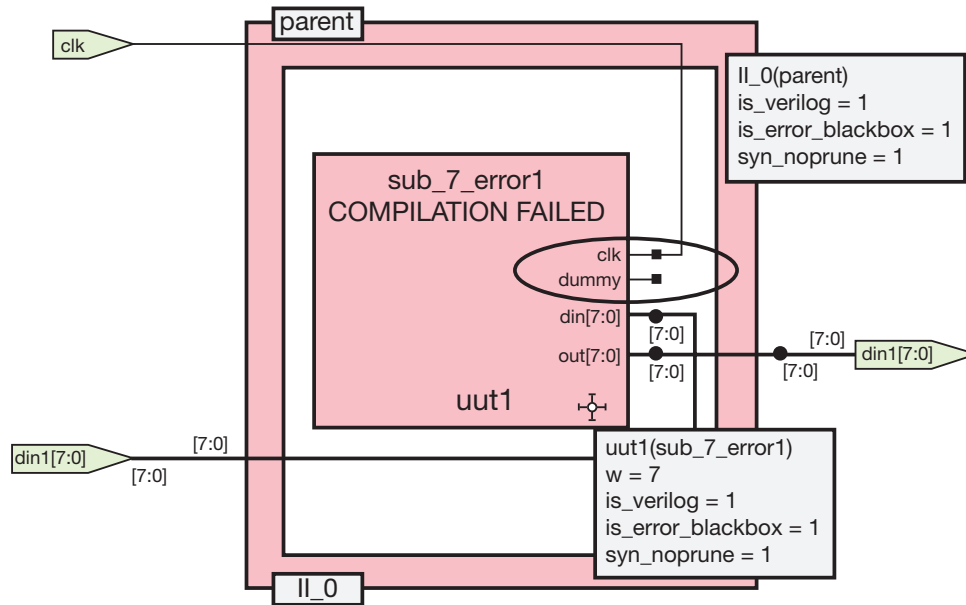 parent
clk
II_0(parent)
is_verilog = 1
is_error_blackbox = 1
syn_noprune = 1
sub_7_error1
COMPILATION FAILED
clk
dummy
din[7:0]
[7:0]
out[7:0]
[7:0]
[7:0]
[7:0]
din1[7:0]
uut1
din1[7:0]
[7:0]
[7:0]
uut1(sub_7_error1)
w = 7
is_verilog = 1
is_error_blackbox = 1
syn_noprune = 1
II_0